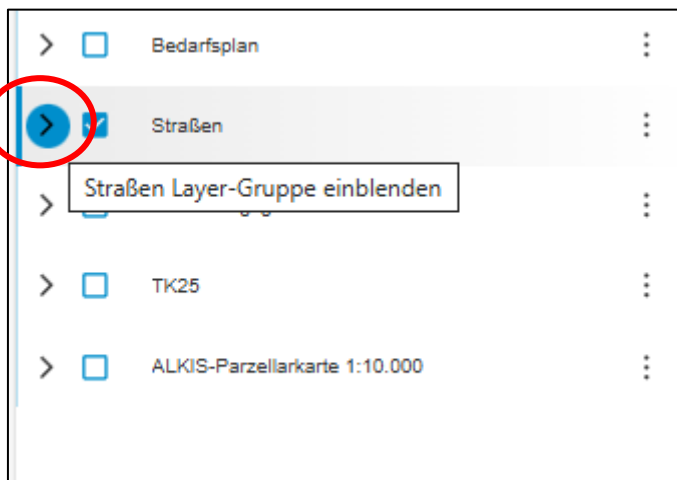 Bedarfsplan
Straßen
Straßen Layer-Gruppe einblenden
TK25
ALKIS-Parzellarkarte 1:10.000